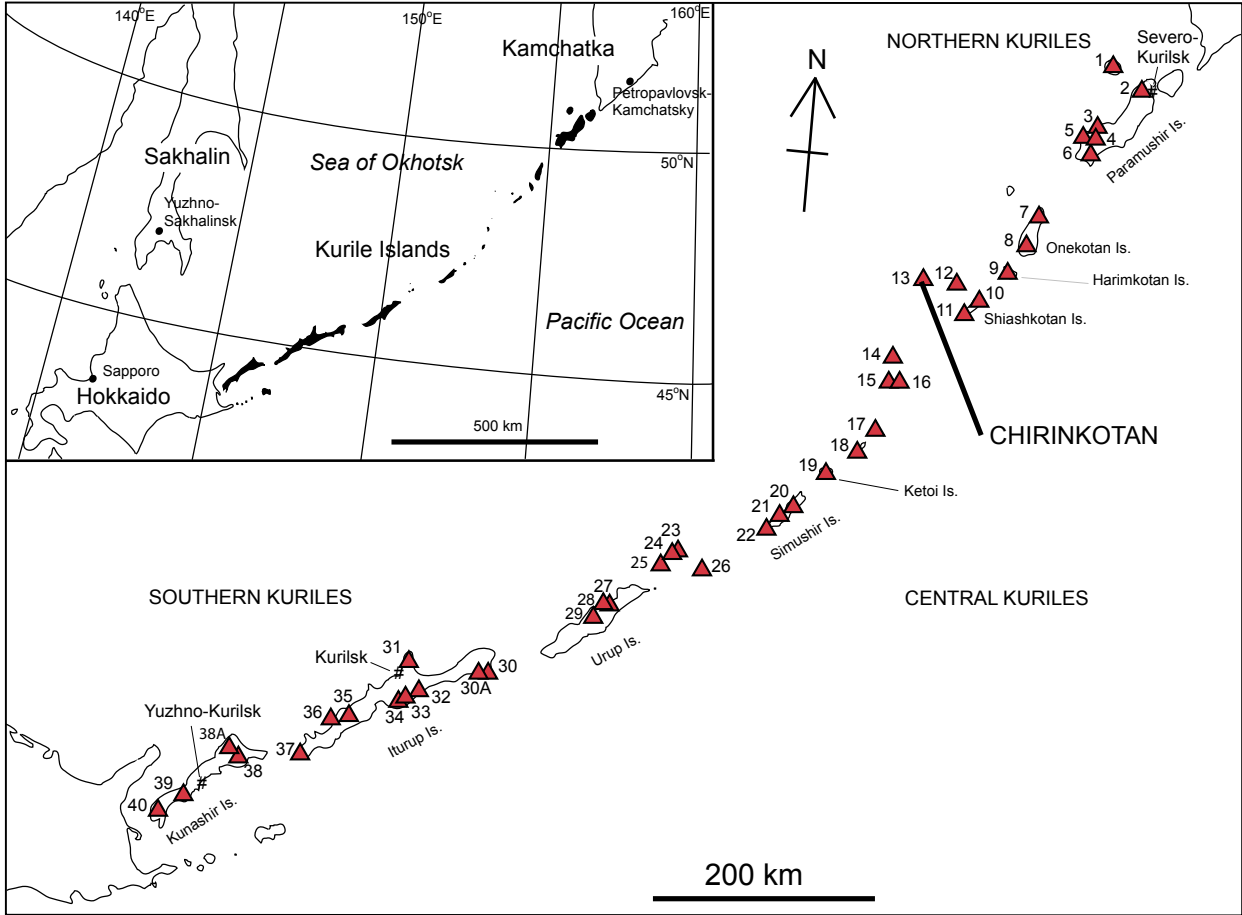 140°E
150°E
160°E
Kamchatka
Petropavlovsk-
Kamchatsky
Sakhalin
Sea of Okhotsk
50°N
Yuzhno-
Sakhalinsk
Kurile Islands
Pacific Ocean
Sapporo
Hokkaido
45°N
500 km
N
NORTHERN KURILES
Severo-
Kurilsk
1
2
#
3
5
4
6
Paramushir Is.
7
8
Onekotan Is.
9
Harimkotan Is.
13
12
10
11
Shiashkotan Is.
14
15
16
CHIRINKOTAN
17
18
19
Ketoi Is.
20
21
22
Simushir Is.
23
24
25
26
SOUTHERN KURILES
CENTRAL KURILES
27
28
29
Urup Is.
31
Kurilsk
#
30
30A
32
33
34
35
36
Iturup Is.
Yuzhno-Kurilsk
38A
37
38
39
#
40
Kunashir Is.
200 km